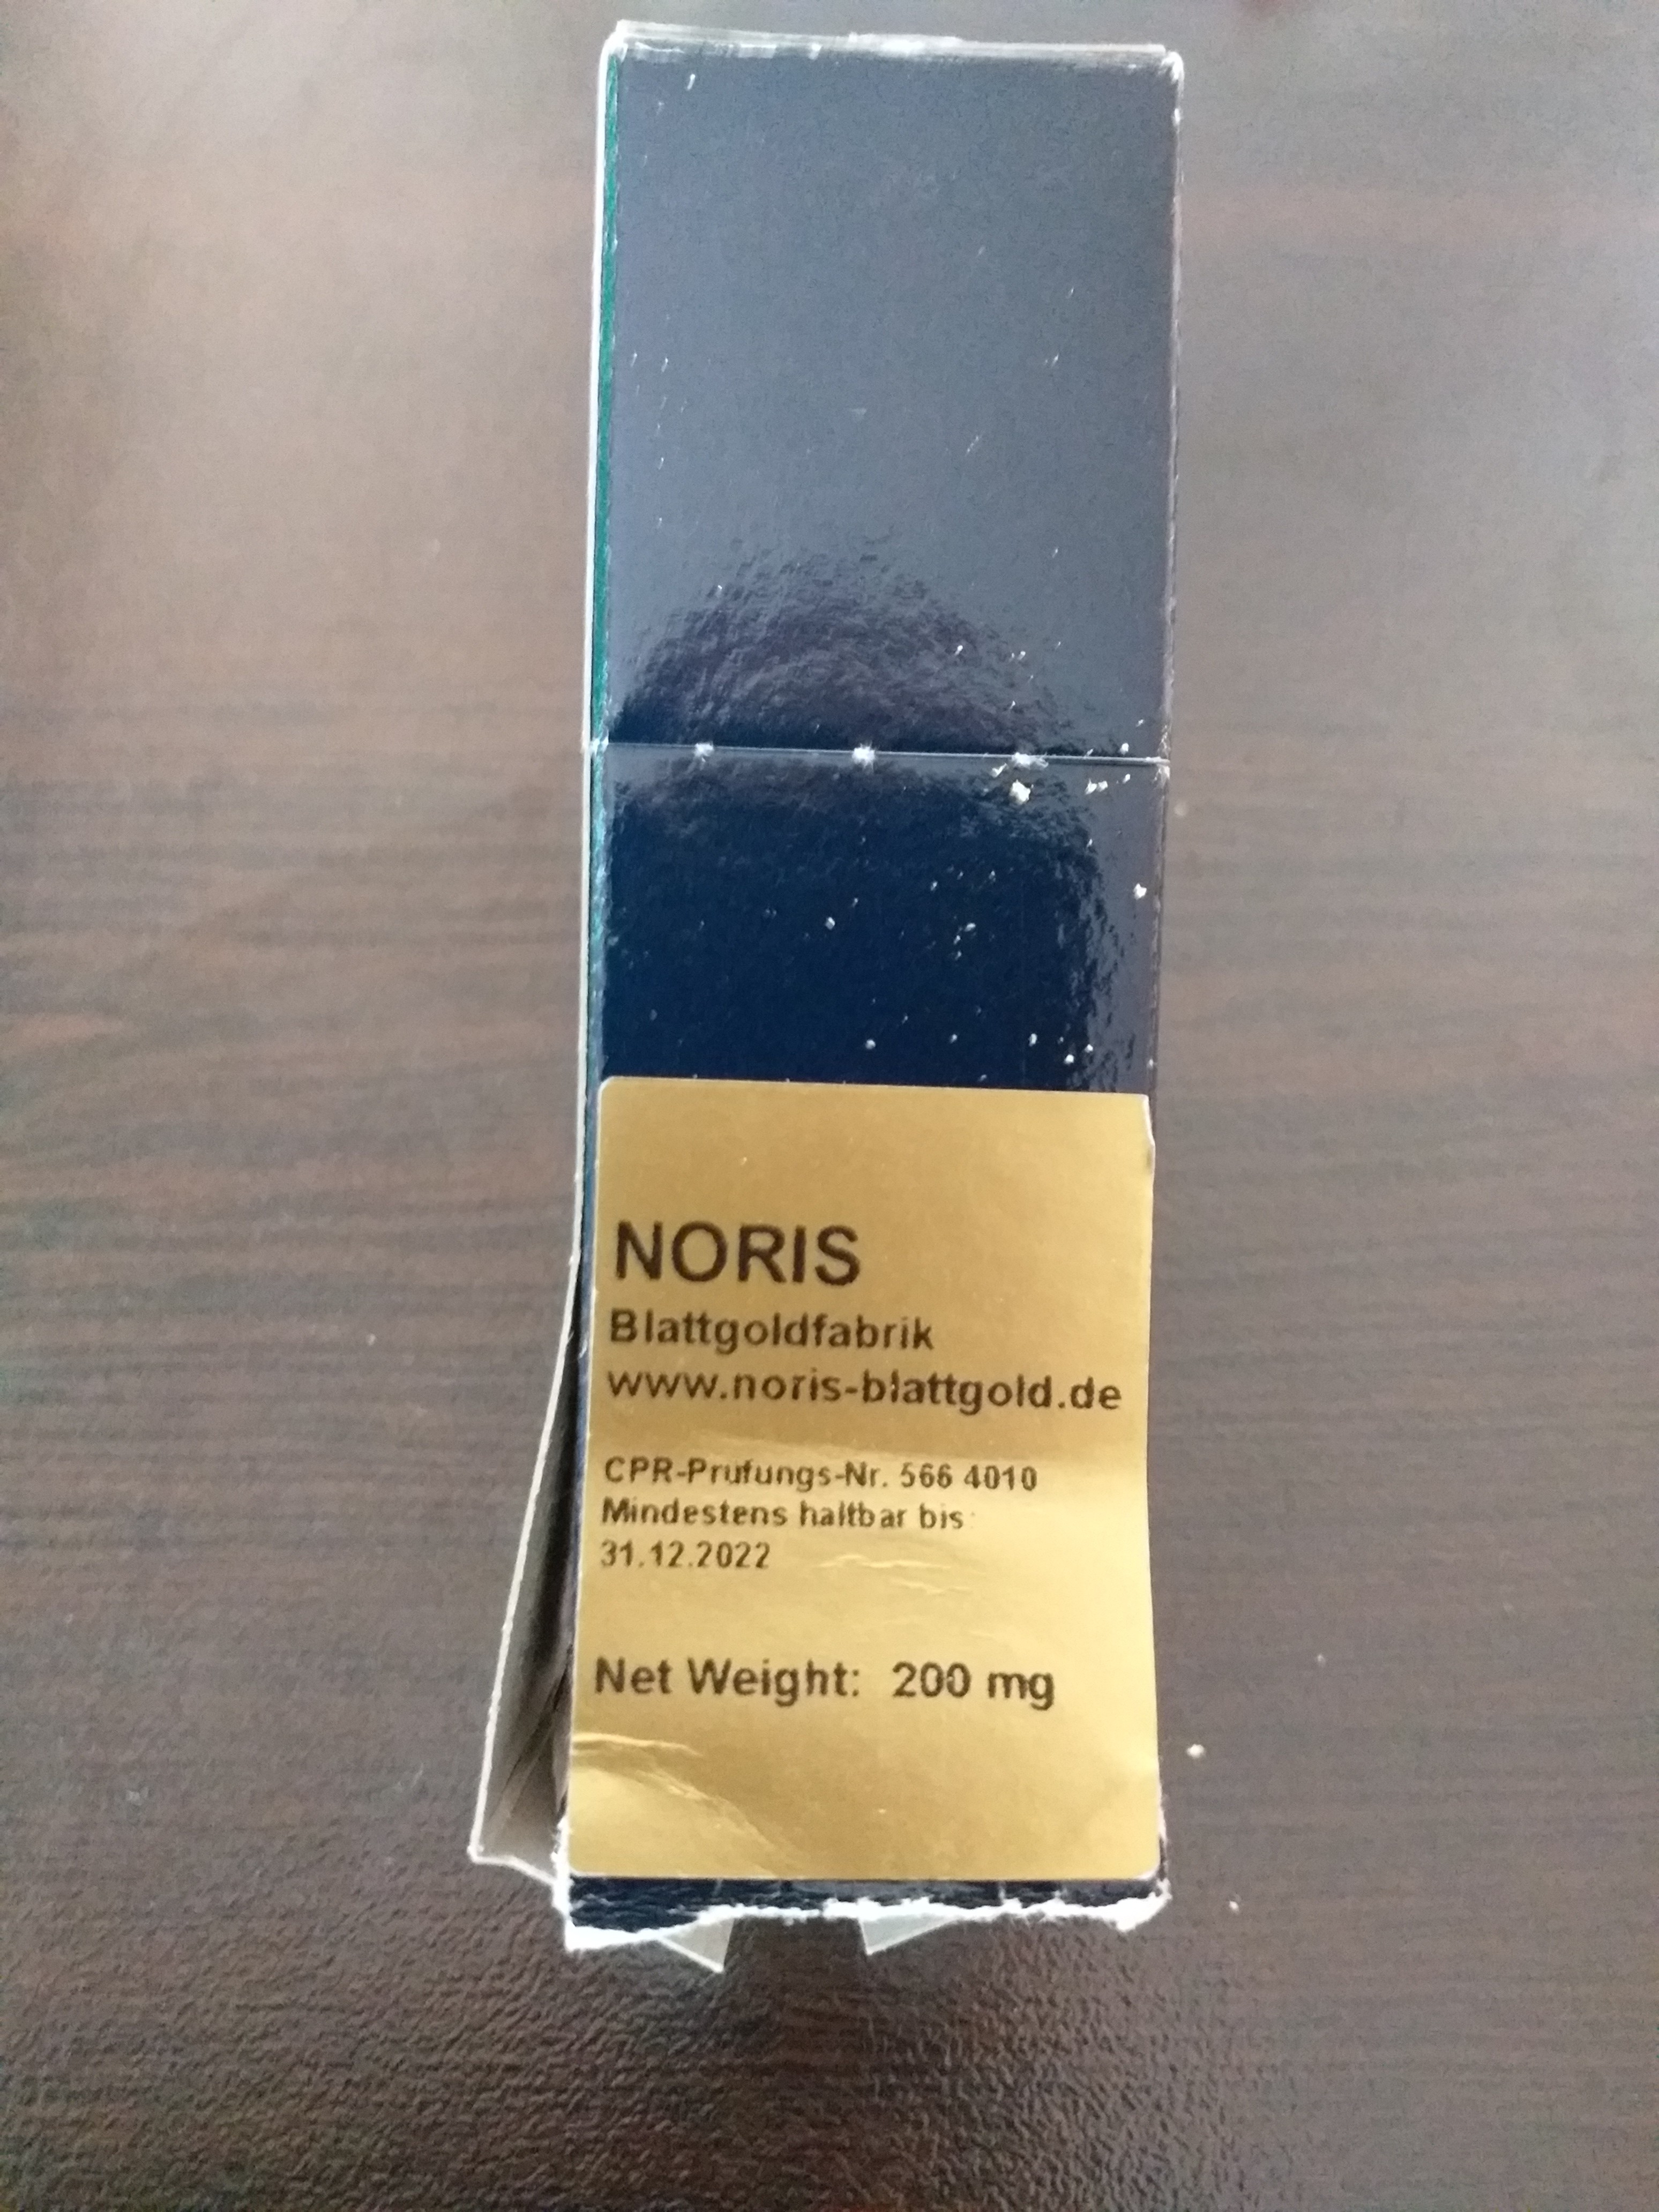 NORIS
Blattgoldfabrik
www.noris-blattgold.de
CPR-Prüfungs-Nr. 566 4010
Mindestens haltbar bis:
31.12.2022
Net Weight: 200 mg